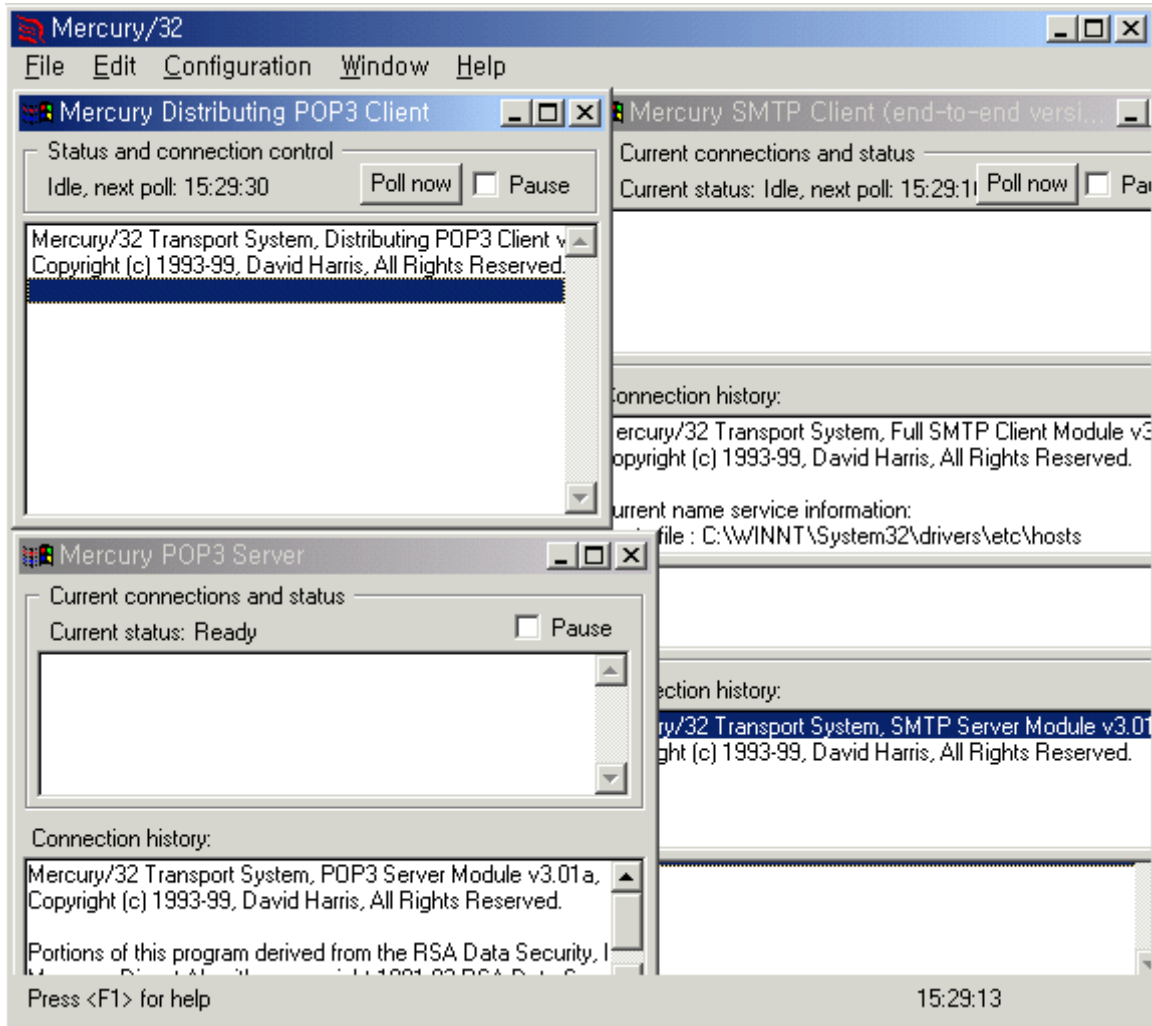 Mercury/32
File Edit Configuration Window Help
Mercury Distributing POP3 Client
Status and connection control
Idle, next poll: 15:29:30 Poll now Pause
Mercury/32 Transport System, Distributing POP3 Client v
Copyright (c) 1993-99, David Harris, All Rights Reserved.
Mercury SMTP Client (end-to-end versi...
Current connections and status
Current status: Idle, next poll: 15:29:1 Poll now Pa
Connection history:
ercury/32 Transport System, Full SMTP Client Module v3
opyright (c) 1993-99, David Harris, All Rights Reserved.
urrent name service information:
file : C:\WINNT\System32\drivers\etc\hosts
Mercury POP3 Server
Current connections and status
Current status: Ready Pause
Connection history:
Mercury/32 Transport System, POP3 Server Module v3.01a,
Copyright (c) 1993-99, David Harris, All Rights Reserved.
Portions of this program derived from the RSA Data Security, I
ection history:
ry/32 Transport System, SMTP Server Module v3.01
ght (c) 1993-99, David Harris, All Rights Reserved.
Press <F1> for help 15:29:13